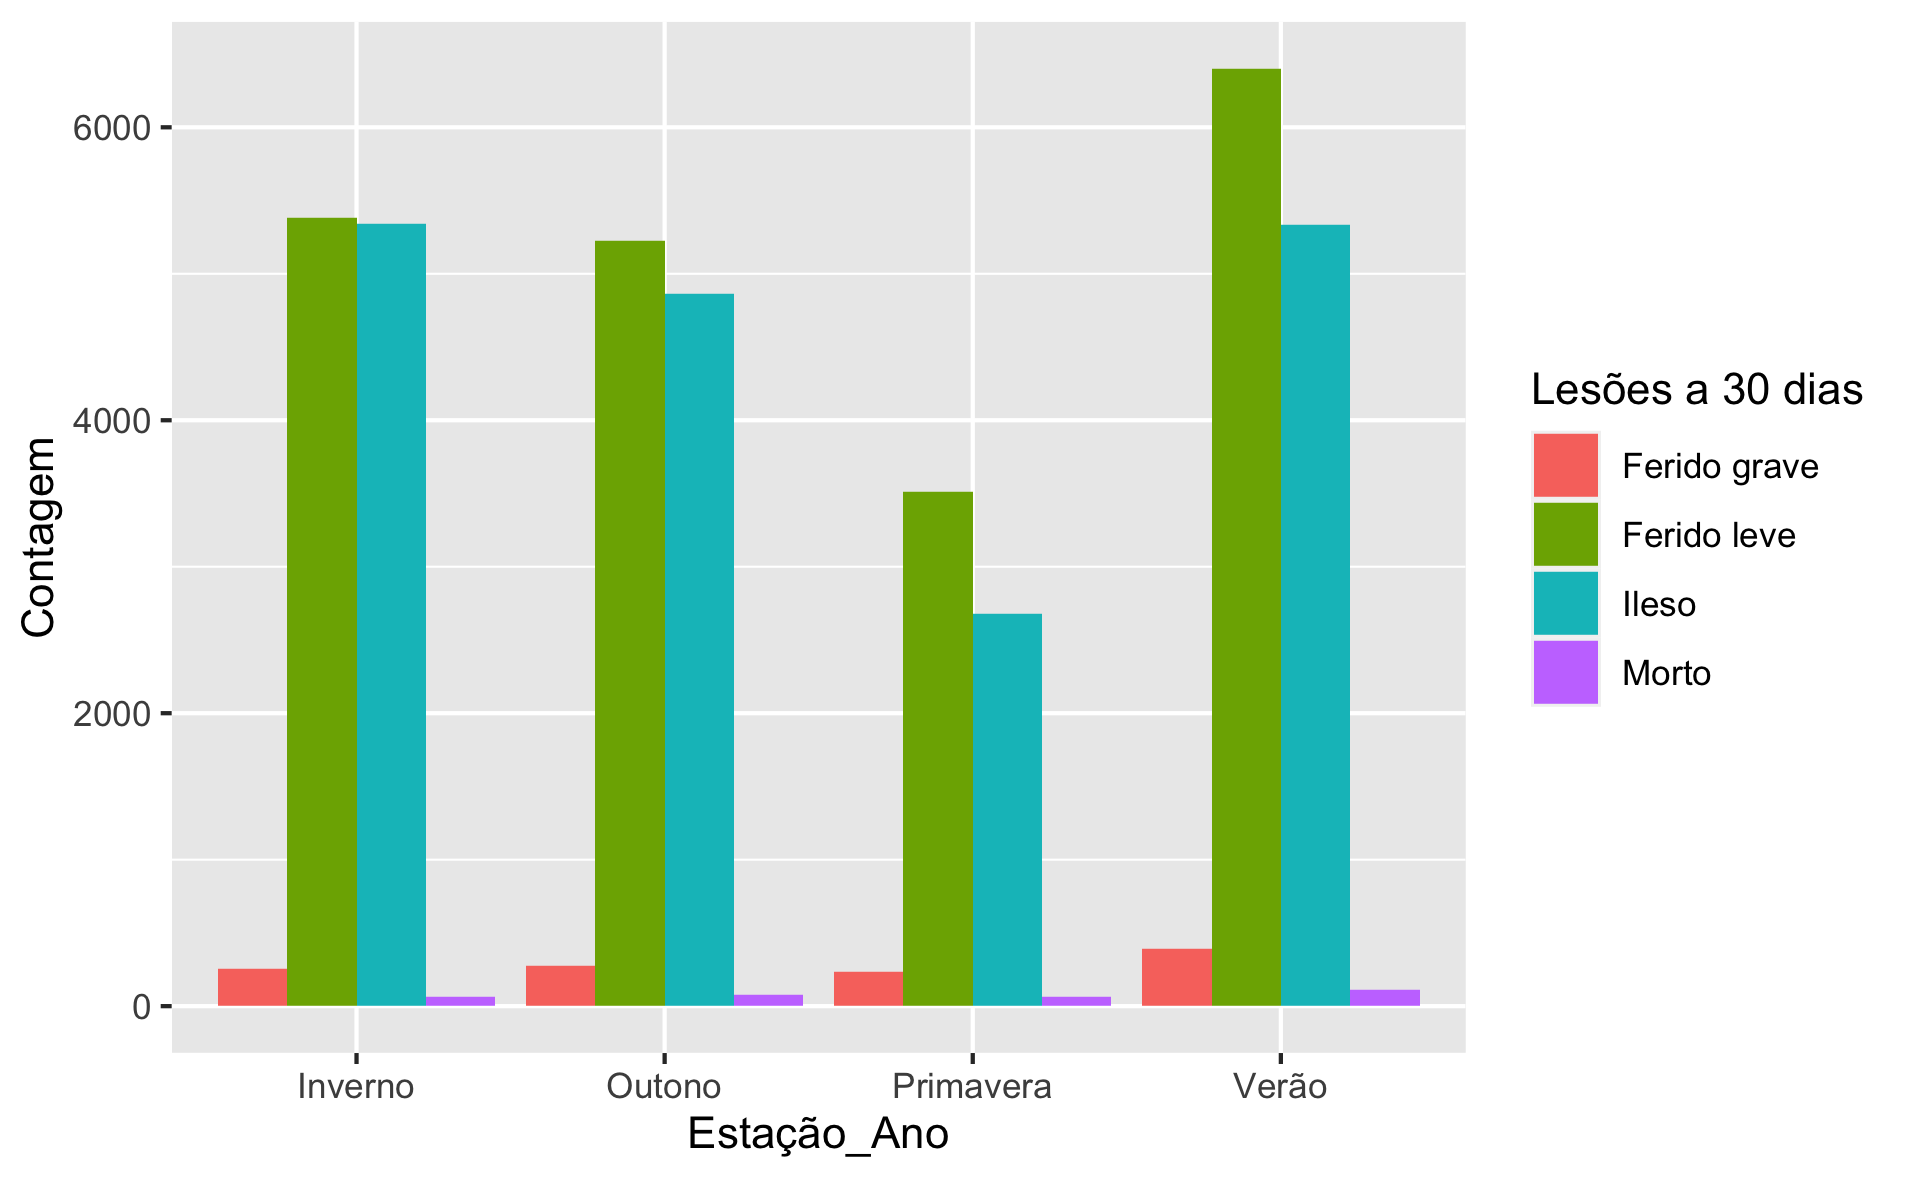 Contagem
6000
4000
2000
0
Inverno
Outono
Primavera
Verão
Estação_Ano
Lesões a 30 dias
Ferido grave
Ferido leve
Ileso
Morto